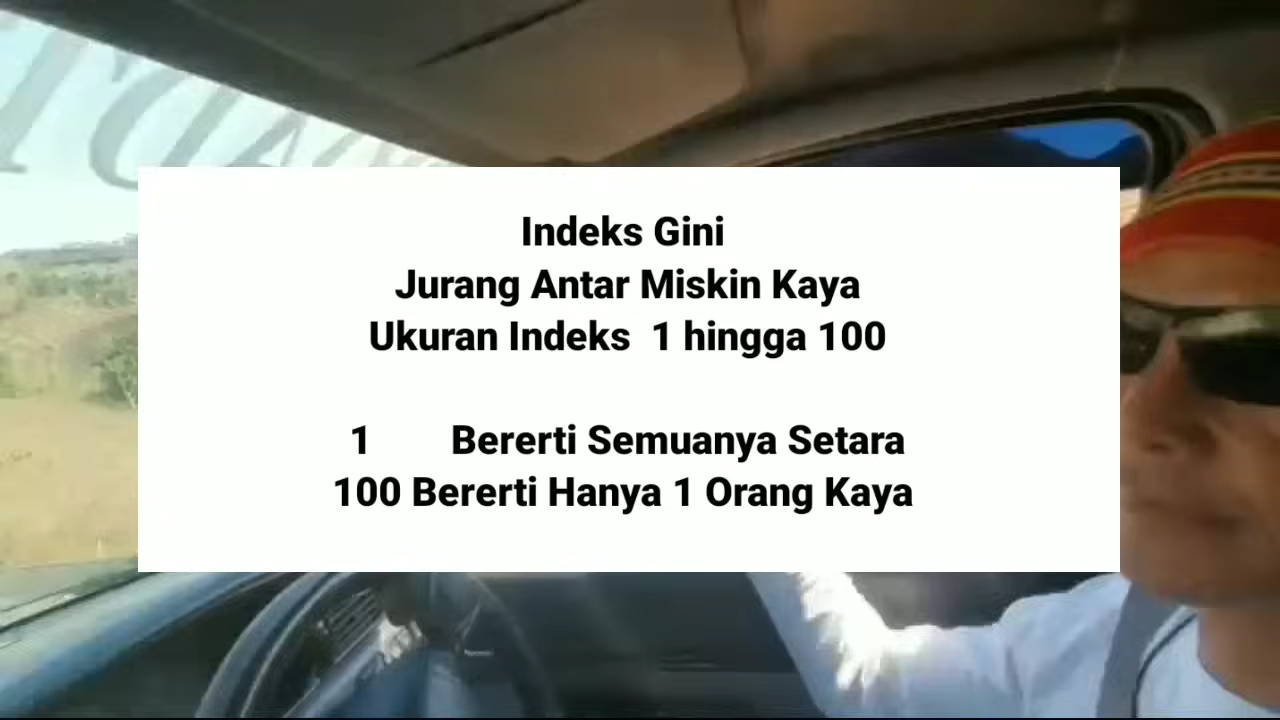 Indeks Gini
Jurang Antar Miskin Kaya
Ukuran Indeks 1 hingga 100
1 Bererti Semuanya Setara
100 Bererti Hanya 1 Orang Kaya